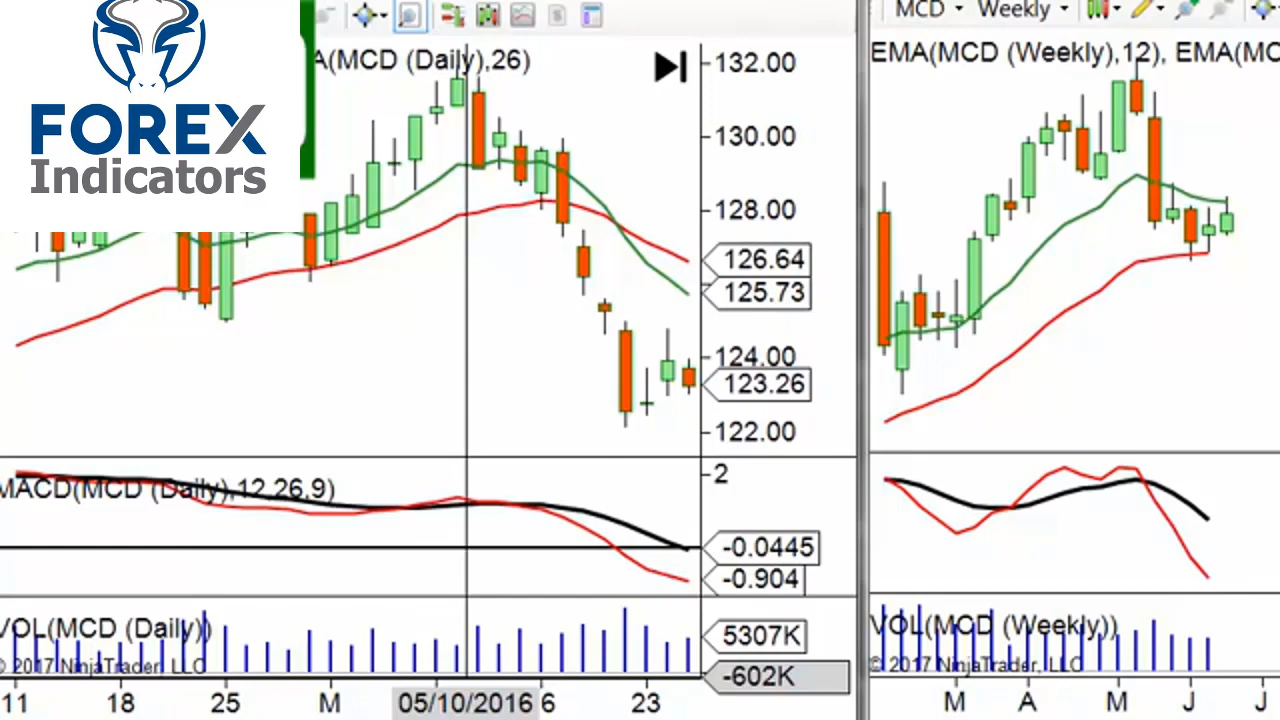 FOREX
Indicators
A(MCD (Daily),26)
132.00
130.00
128.00
126.64
125.73
124.00
123.26
122.00
MACD(MCD (Daily),12,26,9)
2
-0.0445
-0.904
VOL(MCD (Daily))
5307K
-602K
© 2017 NinjaTrader, LLC
11 18 25 M 05/10/2016 6 23
MCD Weekly
EMA(MCD (Weekly),12), EMA(MC
VOL(MCD (Weekly))
© 2017 NinjaTrader, LLC
M A M J J